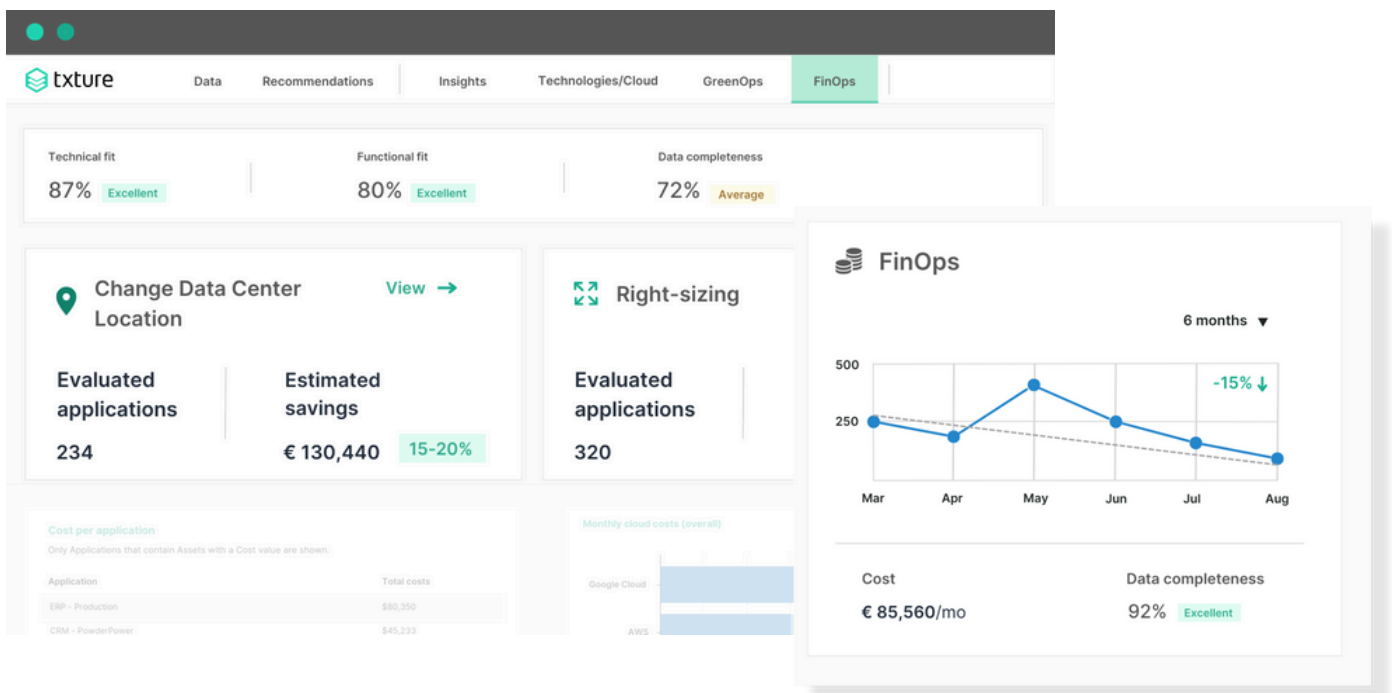 txture
Data Recommendations Insights Technologies/Cloud GreenOps FinOps
Technical fit Functional fit Data completeness
87% Excellent 80% Excellent 72% Average
Change Data Center
Location
View →
Evaluated
applications
234
Estimated
savings
€ 130,440 15-20%
Right-sizing
Evaluated
applications
320
Cost per application
Only Applications that contain Assets with a Cost value are shown.
Application Total costs
ERP - Production $80,350
CRM - PowderPower $45,233
Monthly cloud costs (overall)
Google Cloud
AWS
FinOps
6 months ▼
500
-15% ↓
250
Mar Apr May Jun Jul Aug
Cost Data completeness
€ 85,560/mo 92% Excellent